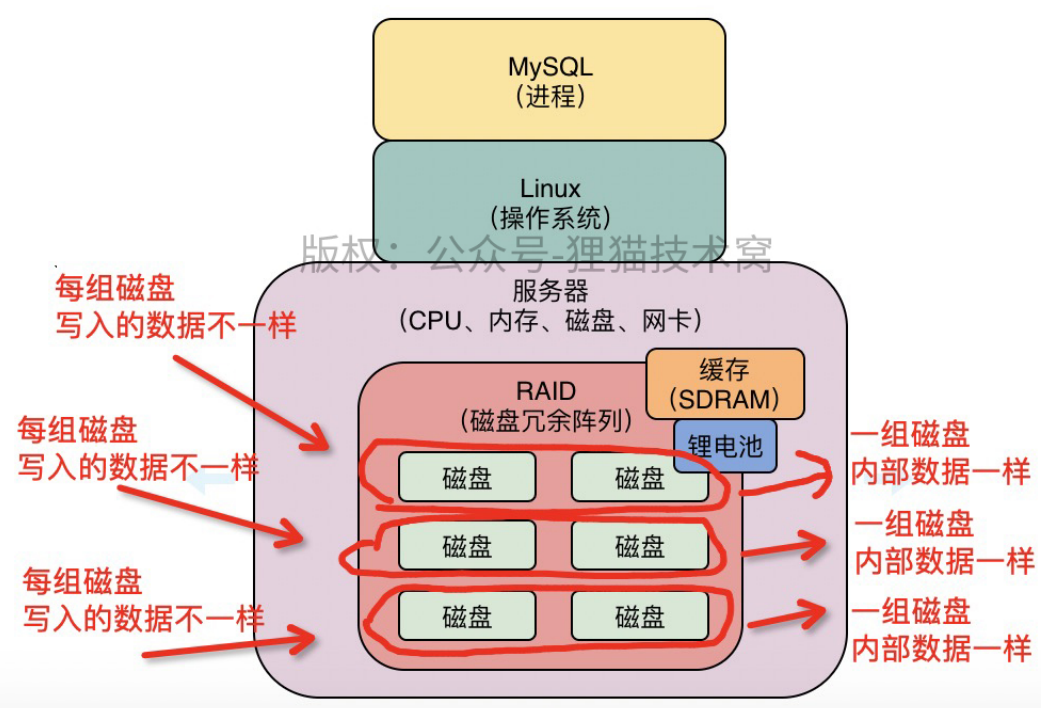 MySQL
（进程）
Linux
（操作系统）
版权：公众号-狸猫技术窝
服务器
（CPU、内存、磁盘、网卡）
RAID
（磁盘冗余阵列）
缓存
（SDRAM）
锂电池
每组磁盘
写入的数据不一样
每组磁盘
写入的数据不一样
每组磁盘
写入的数据不一样
磁盘
磁盘
磁盘
磁盘
磁盘
磁盘
一组磁盘
内部数据一样
一组磁盘
内部数据一样
一组磁盘
内部数据一样